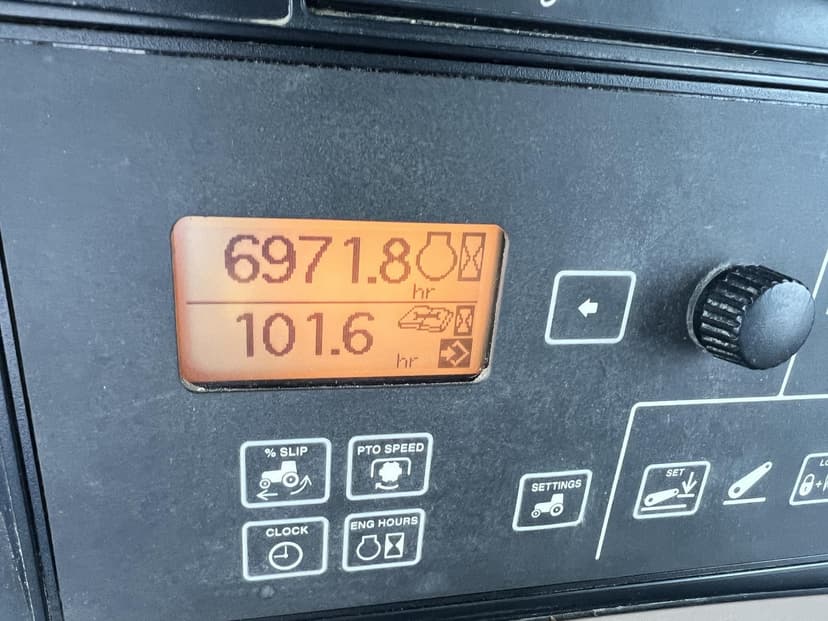 6971.8
hr
101.6
hr
% SLIP
PTO SPEED
CLOCK
ENG HOURS
SETTINGS
SET